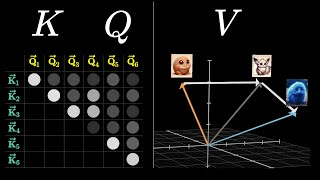 K Q V
Q⃗₁ Q⃗₂ Q⃗₃ Q⃗₄ Q⃗₅ Q⃗₆
K⃗₁
K⃗₂
K⃗₃
K⃗₄
K⃗₅
K⃗₆